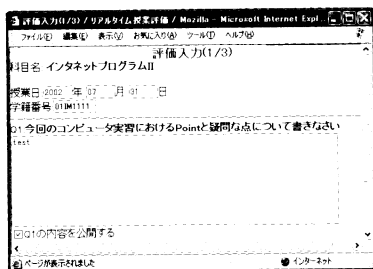 評価入力(1/3) / リアルタイム授業評価 / Mozilla - Microsoft Internet Expl...
ファイル(F) 編集(E) 表示(V) お気に入り(A) ツール(T) ヘルプ(H)
評価入力(1/3)
科目名 インタネットプログラムII
授業日 2002 年 07 月 31 日
学籍番号 01JM1111
Q1 今回のコンピュータ実習におけるPointと疑問な点について書きなさい
test
Q1の内容を公開する
ページが表示されました インターネット